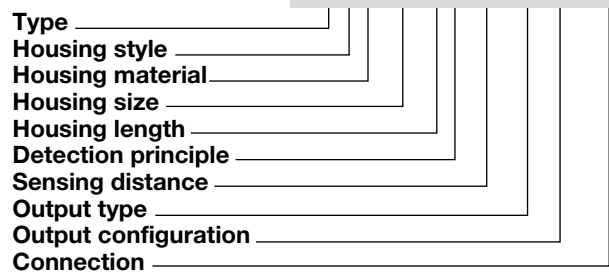 Type
Housing style
Housing material
Housing size
Housing length
Detection principle
Sensing distance
Output type
Output configuration
Connection